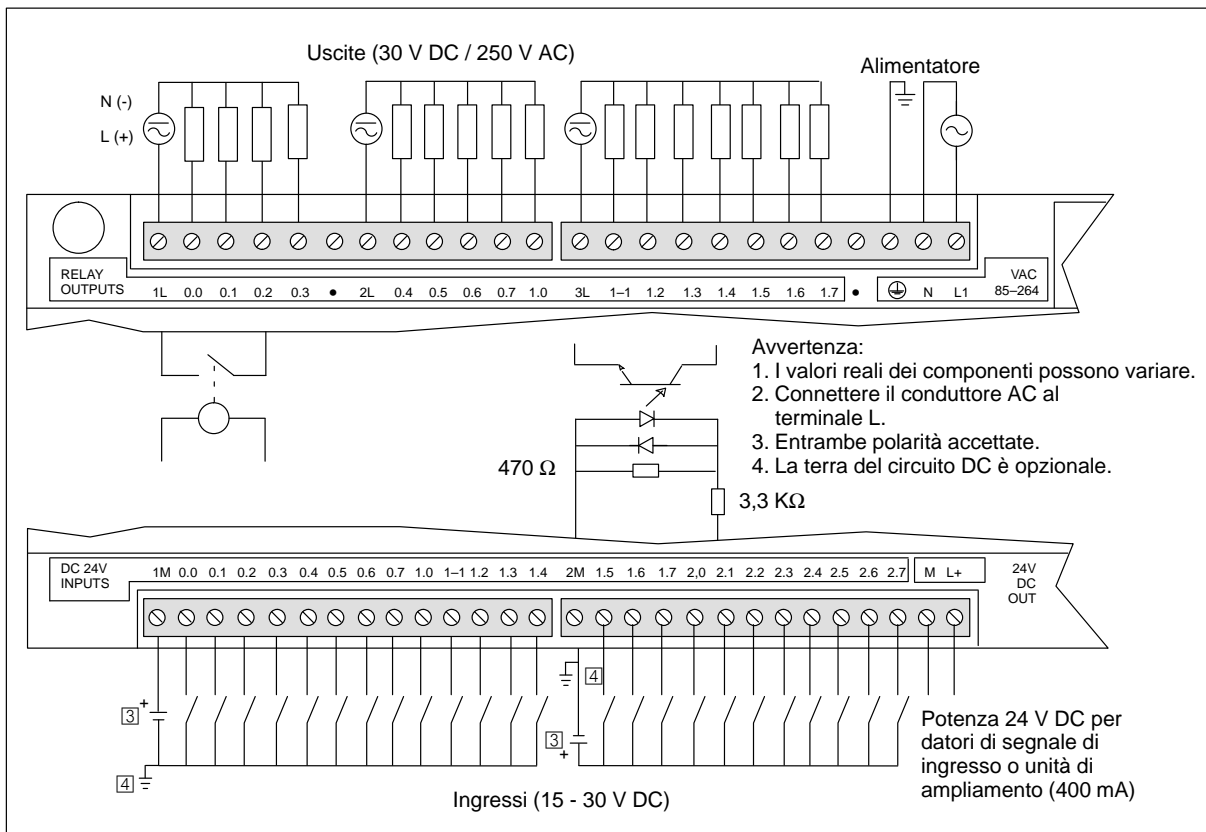 Uscite (30 V DC / 250 V AC)
Alimentatore
N (-)
L (+)
RELAY
OUTPUTS
1L 0.0 0.1 0.2 0.3 • 2L 0.4 0.5 0.6 0.7 1.0 3L 1–1 1.2 1.3 1.4 1.5 1.6 1.7 • N L1
VAC
85–264
Avvertenza:
1. I valori reali dei componenti possono variare.
2. Connettere il conduttore AC al
terminale L.
3. Entrambe polarità accettate.
4. La terra del circuito DC è opzionale.
470 Ω
3,3 KΩ
DC 24V
INPUTS
1M 0.0 0.1 0.2 0.3 0.4 0.5 0.6 0.7 1.0 1–1 1.2 1.3 1.4 2M 1.5 1.6 1.7 2,0 2.1 2.2 2.3 2.4 2.5 2.6 2.7 M L+
24V
DC
OUT
4
+
3
3
+
4
Potenza 24 V DC per
datori di segnale di
ingresso o unità di
ampliamento (400 mA)
Ingressi (15 - 30 V DC)